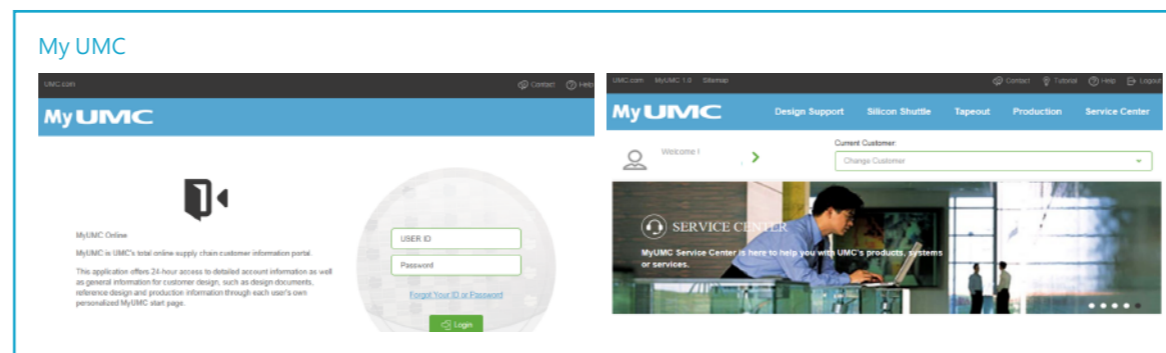 My UMC
UMC.com Contact Help
My UMC
MyUMC Online
MyUMC is UMC's total online supply chain customer information portal.
This application offers 24-hour access to detailed account information as well
as general information for customer design, such as design documents,
reference design and production information through each user's own
personalized MyUMC start page.
USER ID
Password
Forgot Your ID or Password
Login
UMC.com MyUMC 1.0 Sitemap Contact Tutorial Help Logout
My UMC Design Support Silicon Shuttle Tapeout Production Service Center
Welcome !
Current Customer:
Change Customer
SERVICE CENTER
MyUMC Service Center is here to help you with UMC's products, systems
or services.